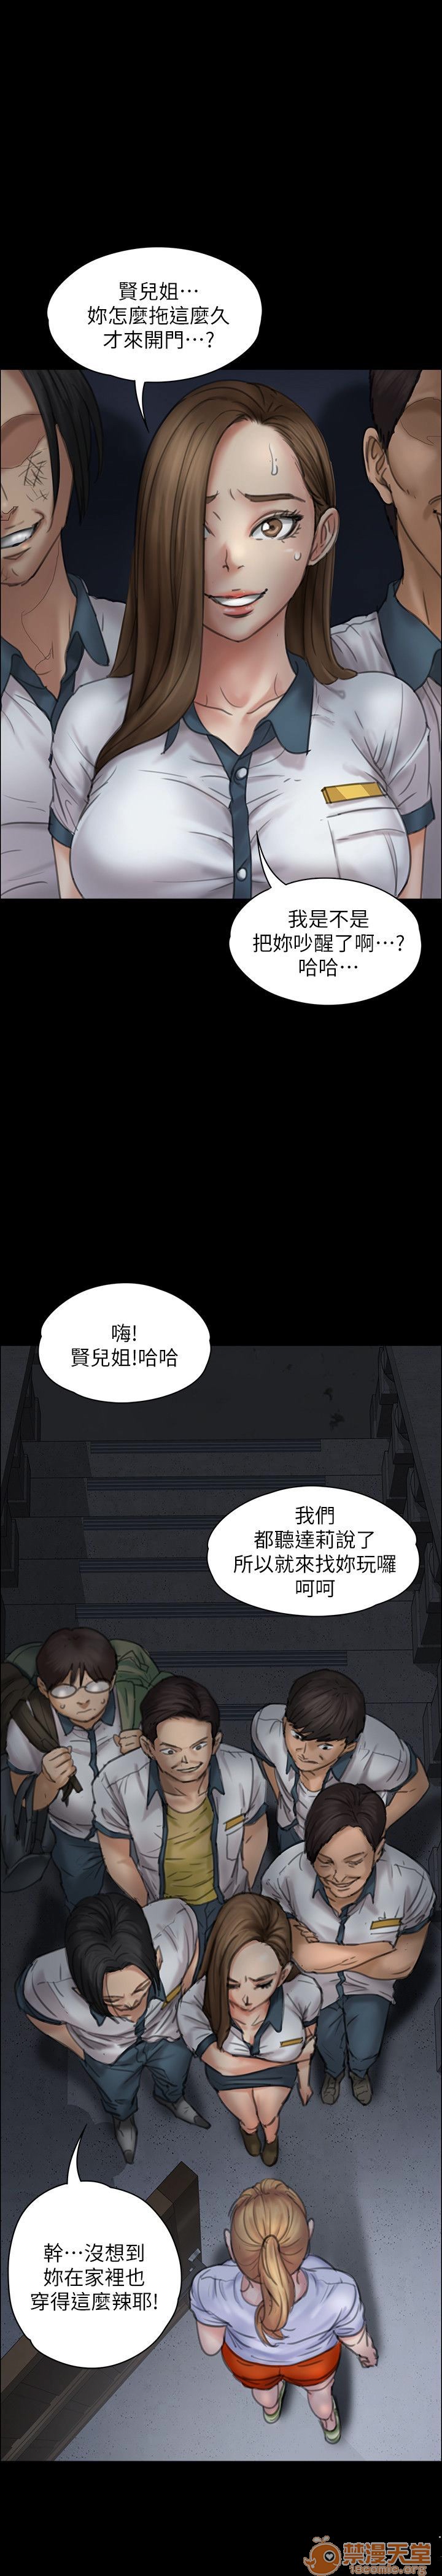 賢兒姐…
妳怎麼拖這麼久
才來開門…?
我是不是
把妳吵醒了啊…?
哈哈…
嗨!
賢兒姐!哈哈
我們
都聽達莉說了
所以就來找妳玩囉
呵呵
幹…沒想到
妳在家裡也
穿得這麼辣耶!
禁漫天堂
18comic.org